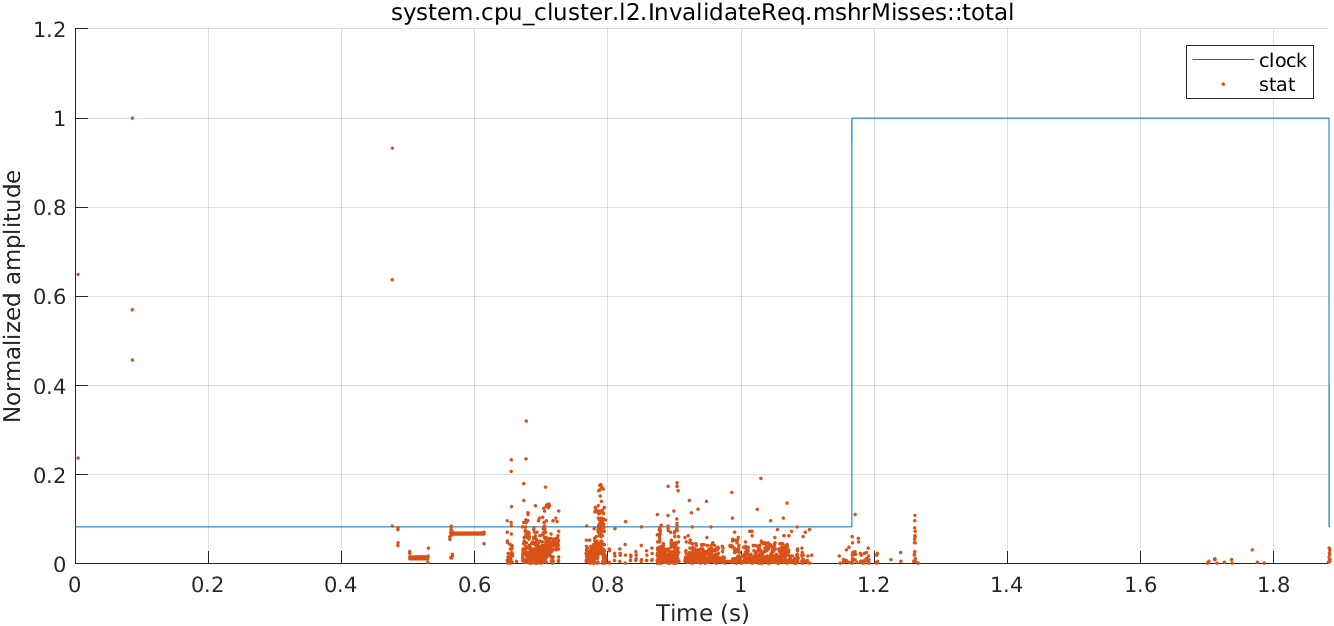 system.cpu_cluster.l2.InvalidateReq.mshrMisses::total
1.2
clock
stat
1
0.8
0.6
0.4
0.2
0
Normalized amplitude
0 0.2 0.4 0.6 0.8 1 1.2 1.4 1.6 1.8
Time (s)